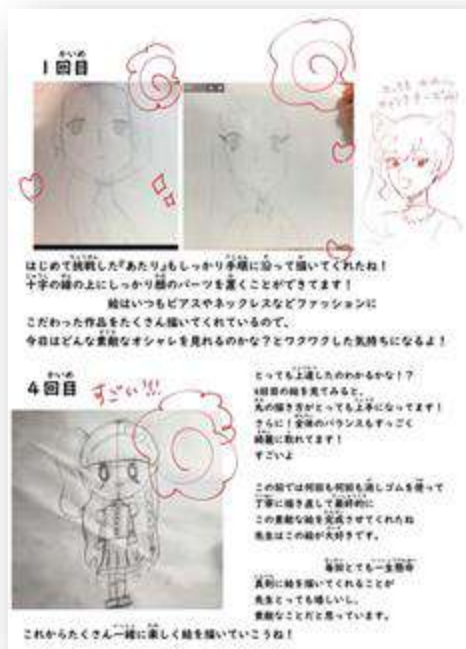 かいめ
1回目
はじめて挑戦した『あたり』もしっかり手順に沿って描いてくれたね！
十字の線の上にしっかり顔のパーツを置くことができてます！
絵はいつもピアスやネックレスなどファッションに
こだわった作品をたくさん描いてくれているので、
今日はどんな素敵なオシャレを見れるのかな？とワクワクした気持ちになるよ！
かいめ
4回目
すごい!!!
とっても上達したのわかるかな！？
4回目の絵を見てみると、
丸の描き方がとっても上手になってます！
さらに！全体のバランスもすっごく
綺麗に取れてます！
すごいよ
この回では何回も何回も消しゴムを使って
丁寧に描き直して最終的に
この素敵な絵を完成させてくれたね
先生はこの絵が大好きです。
毎回とても一生懸命
真剣に絵を描いてくれることが
先生とっても嬉しいし、
素敵なことだと思っています。
これからたくさん一緒に楽しく絵を描いていこうね！